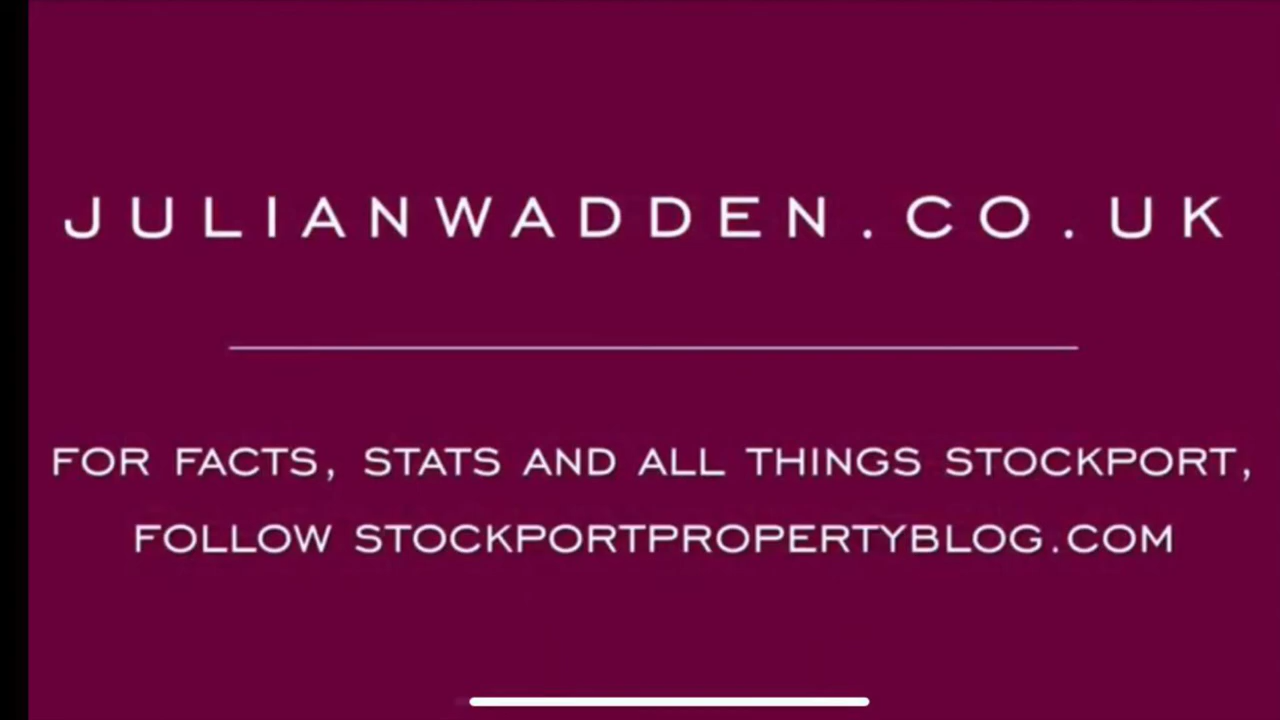 JULIANWADDEN.CO.UK
FOR FACTS, STATS AND ALL THINGS STOCKPORT,
FOLLOW STOCKPORTPROPERTYBLOG.COM